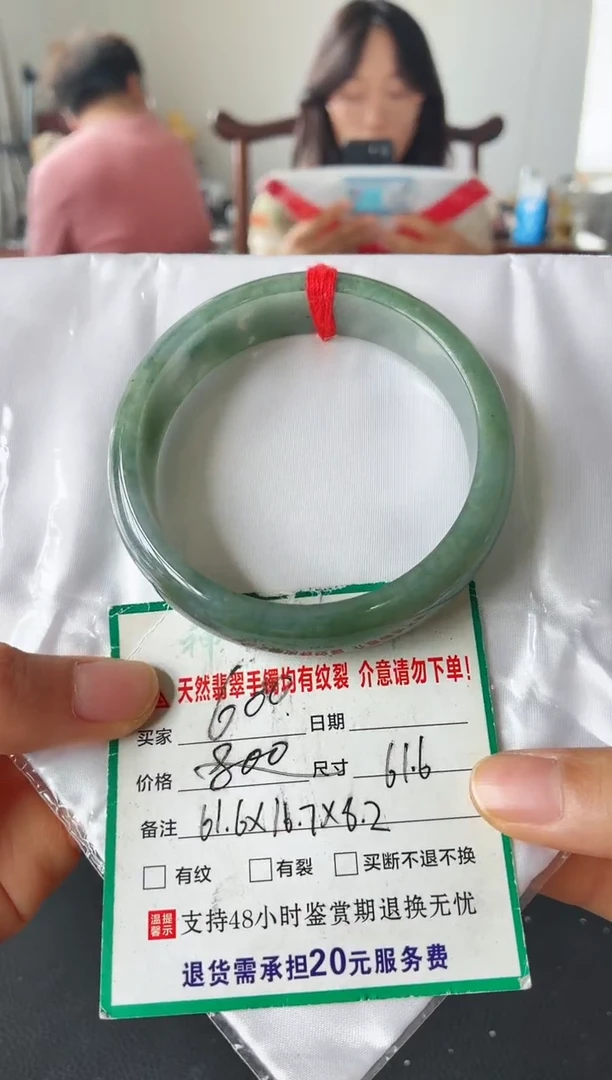 神
天然翡翠手镯均有纹裂 介意请勿下单!
600
买家 日期
价格 800 尺寸 61.6
备注 61.6X16.7X8.2
有纹 有裂 买断不退不换
温馨提示 支持48小时鉴赏期退换无忧
退货需承担20元服务费